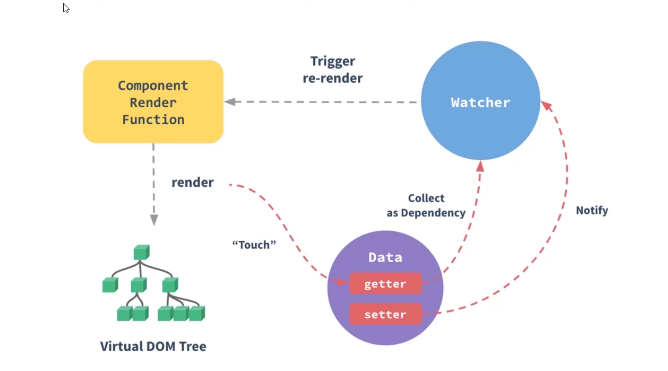 Trigger
re-render
Component
Render
Function
Watcher
render
Collect
as Dependency
Notify
“Touch”
Data
getter
setter
Virtual DOM Tree